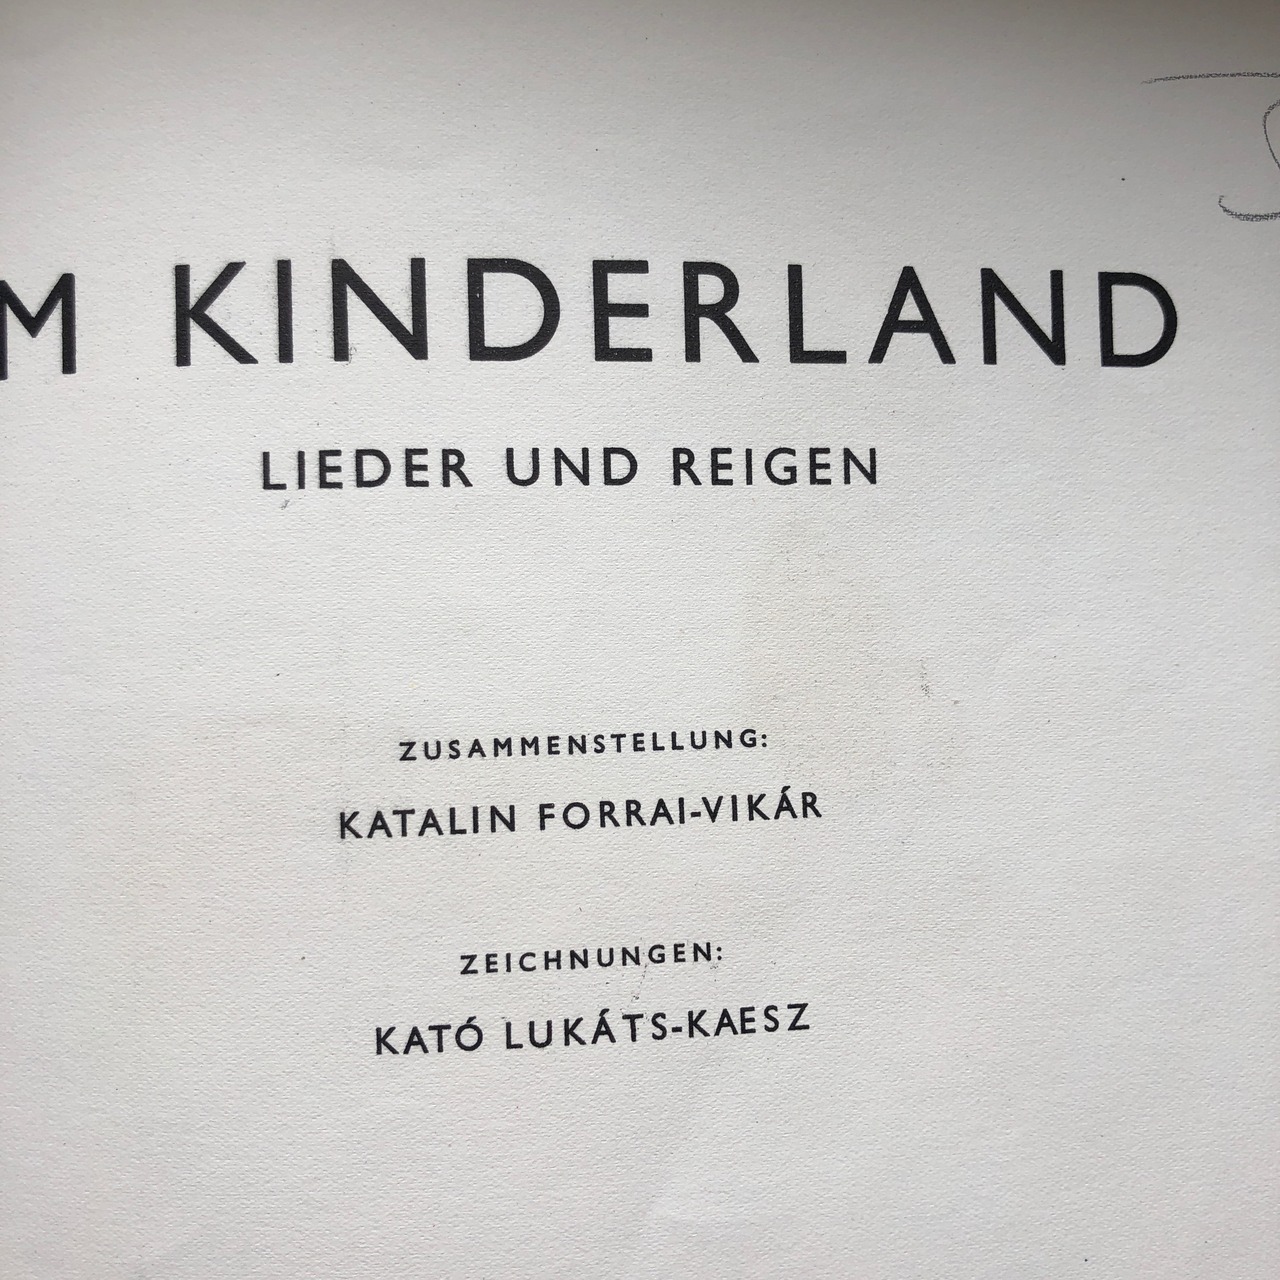 M KINDERLAND
LIEDER UND REIGEN
ZUSAMMENSTELLUNG:
KATALIN FORRAI-VIKÁR
ZEICHNUNGEN:
KATÓ LUKÁTS-KAESZ